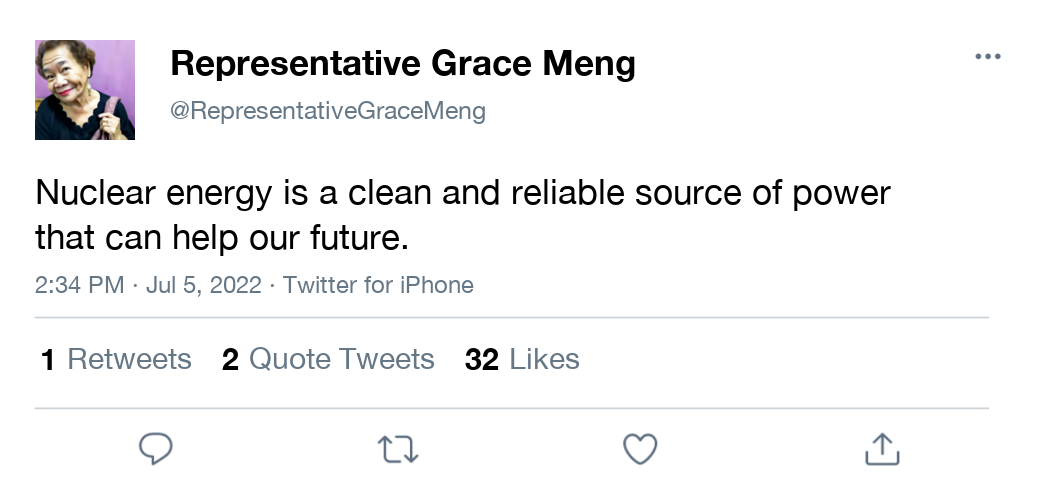 Representative Grace Meng
@RepresentativeGraceMeng
Nuclear energy is a clean and reliable source of power
that can help our future.
2:34 PM · Jul 5, 2022 · Twitter for iPhone
1 Retweets 2 Quote Tweets 32 Likes